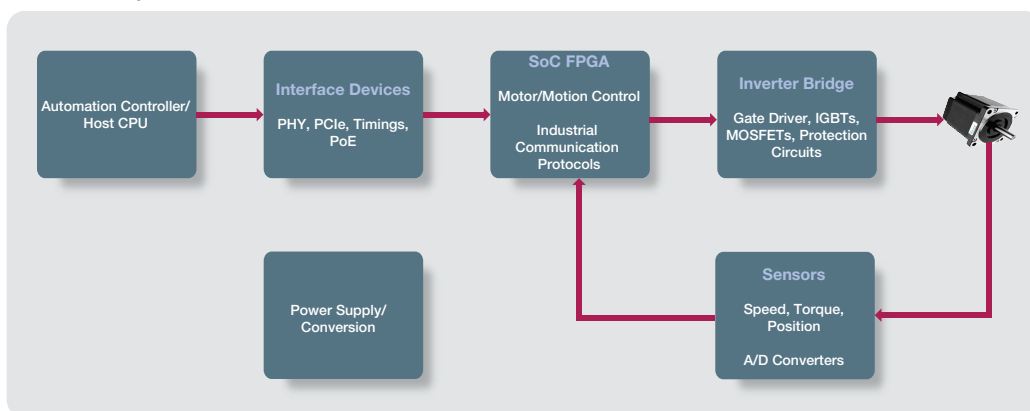 Automation Controller/
Host CPU
Interface Devices
PHY, PCIe, Timings,
PoE
SoC FPGA
Motor/Motion Control
Industrial
Communication
Protocols
Inverter Bridge
Gate Driver, IGBTs,
MOSFETs, Protection
Circuits
Power Supply/
Conversion
Sensors
Speed, Torque,
Position
A/D Converters